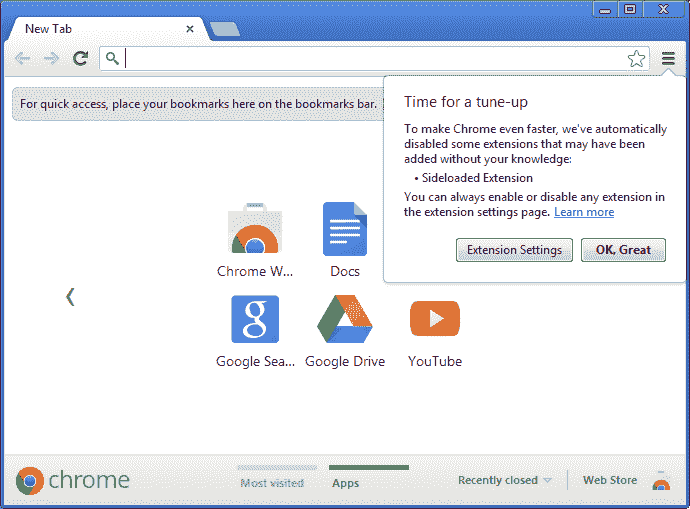 New Tab
For quick access, place your bookmarks here on the bookmarks bar.
Time for a tune-up
To make Chrome even faster, we've automatically
disabled some extensions that may have been
added without your knowledge:
• Sideloaded Extension
You can always enable or disable any extension in
the extension settings page. Learn more
Extension Settings OK, Great
Chrome W... Docs
Google Sea... Google Drive YouTube
chrome Most visited Apps Recently closed Web Store